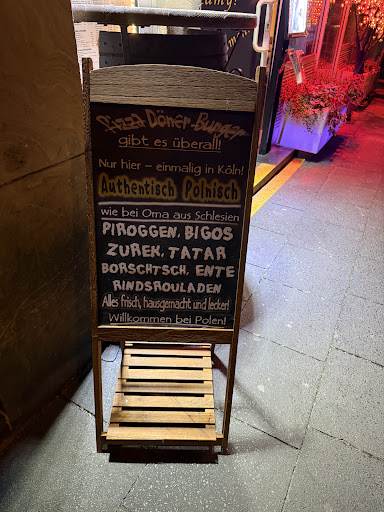 Pizza, Döner, Burger
gibt es überall!
Nur hier – einmalig in Köln!
Authentisch Polnisch
wie bei Oma aus Schlesien
PIROGGEN, BIGOS
ZUREK, TATAR
BORSCHTSCH, ENTE
RINDSROULADEN
Alles frisch, hausgemacht und lecker!
Willkommen bei Polen!